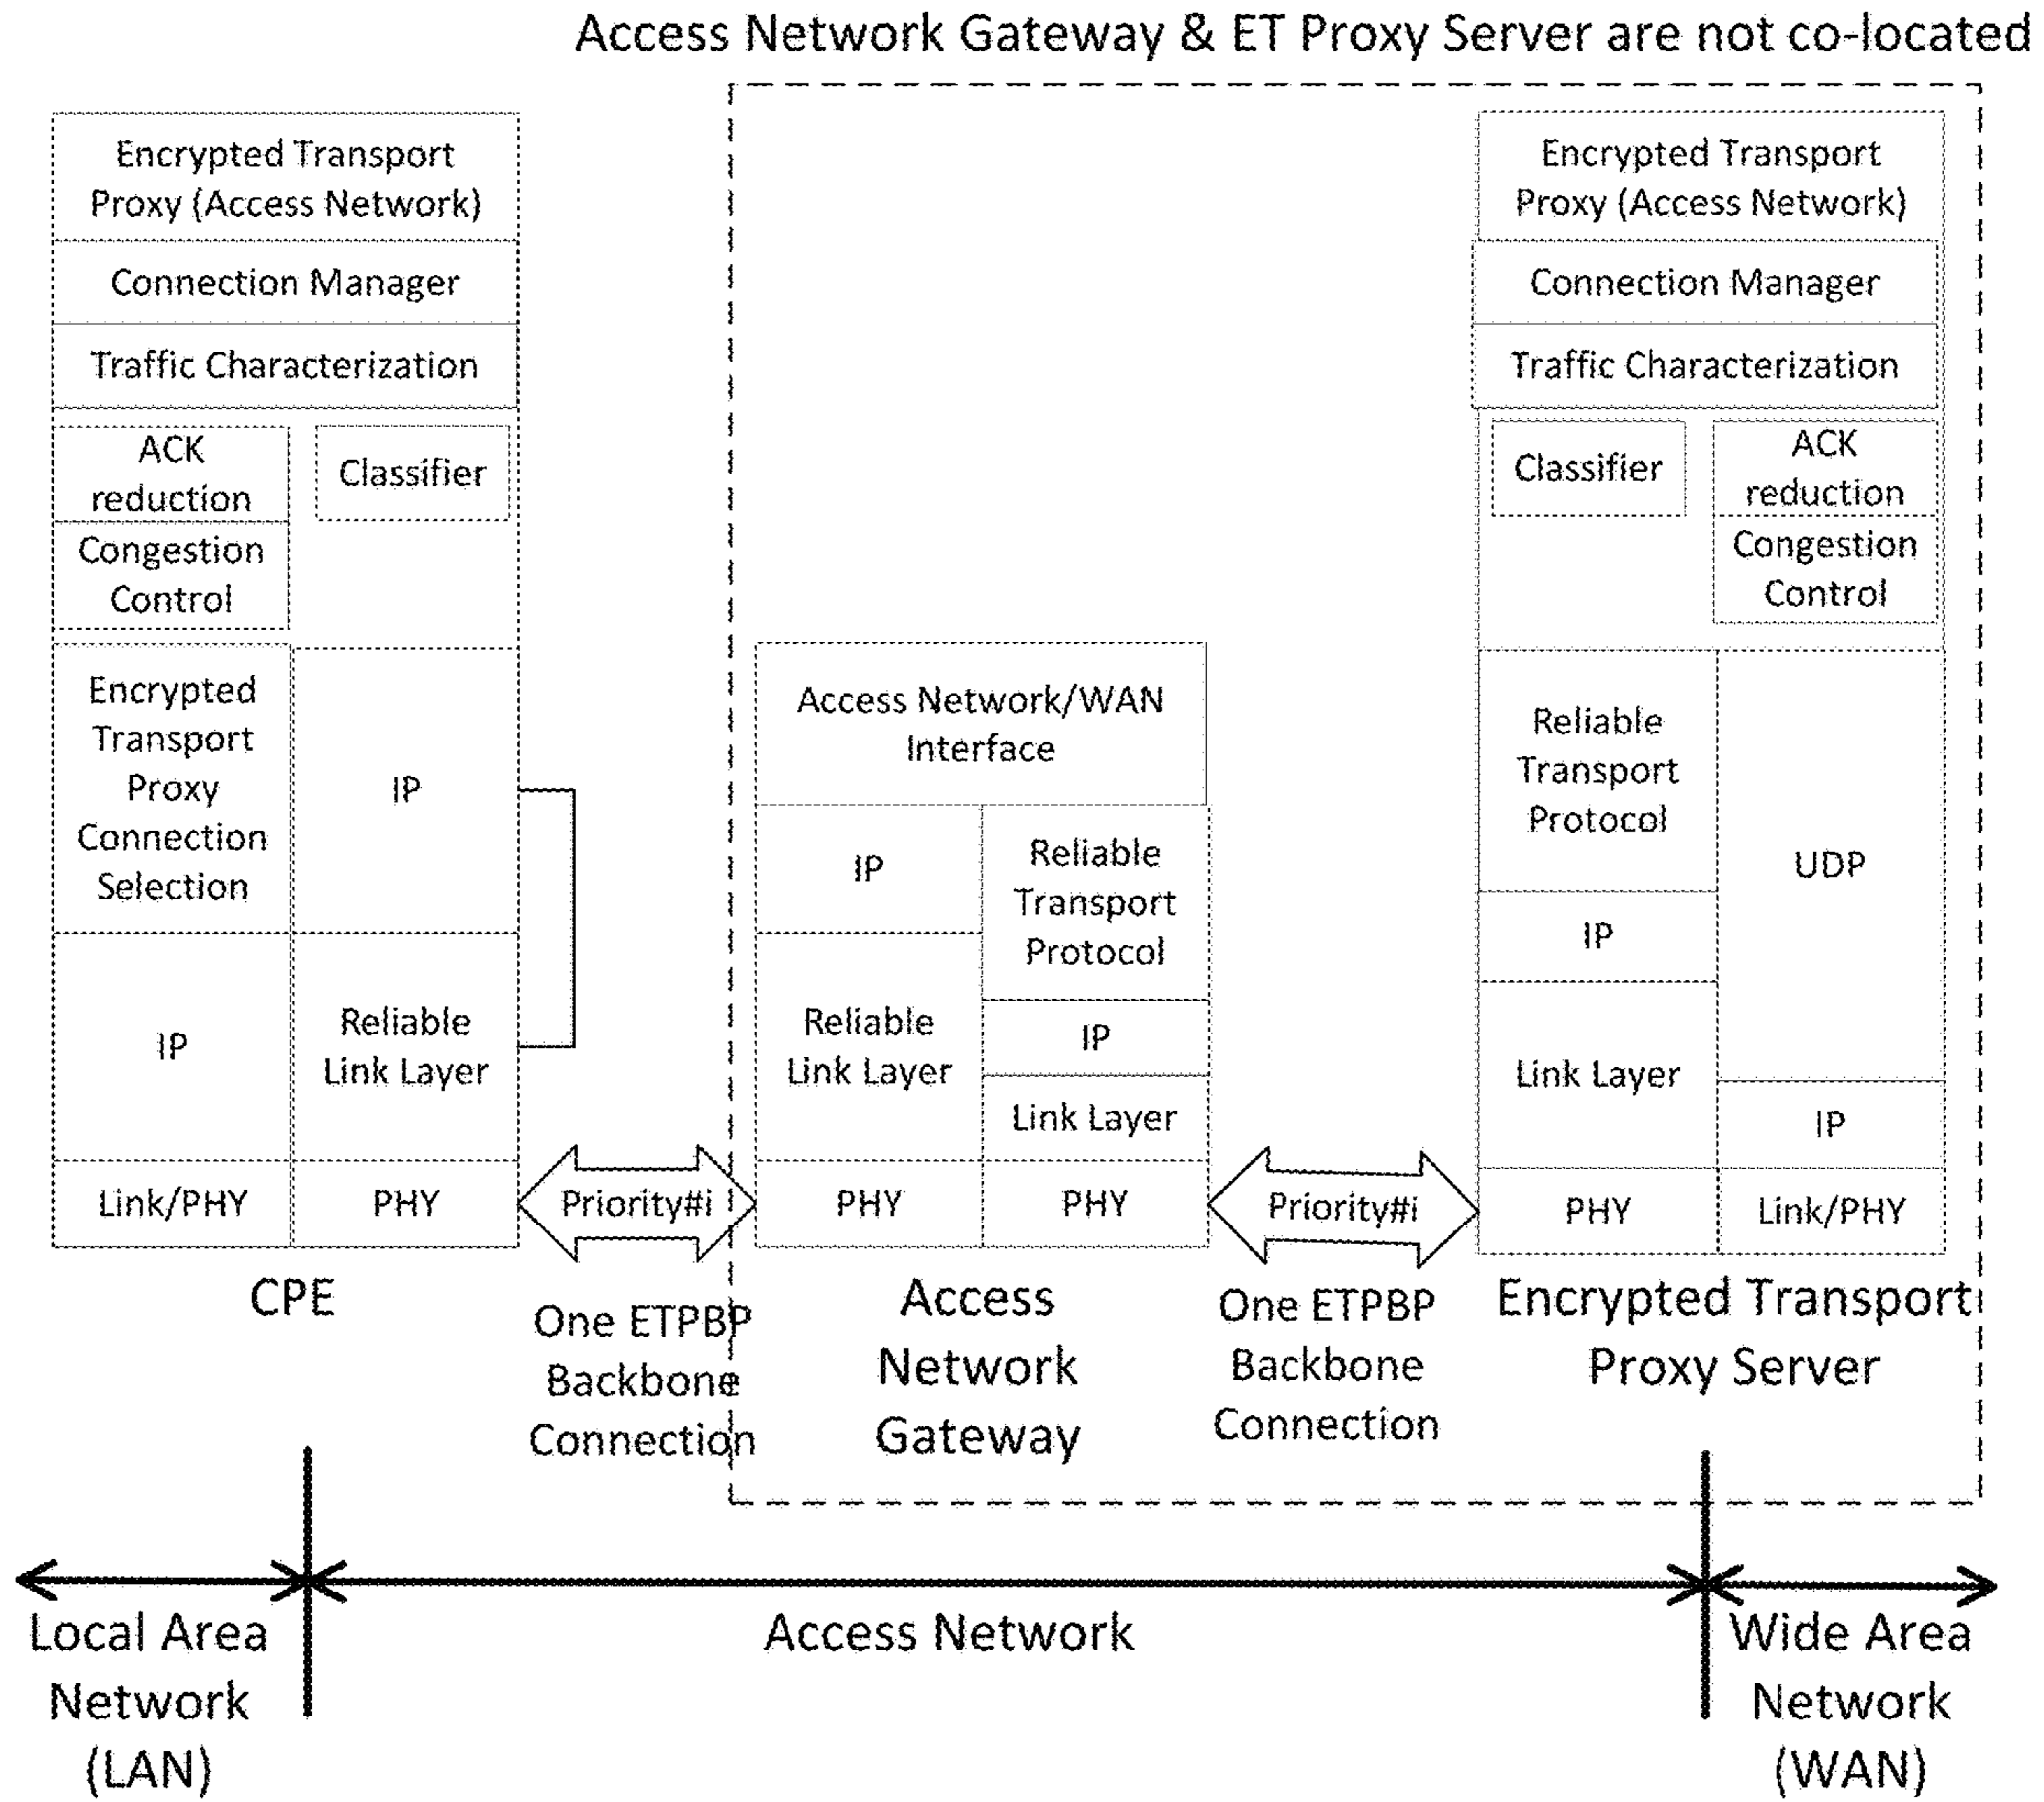 Access Network Gateway & ET Proxy Server are not co-located
Encrypted Transport
Proxy (Access Network)
Connection Manager
Traffic Characterization
ACK
reduction
Classifier
Congestion
Control
Encrypted
Transport
Proxy
Connection
Selection
IP
IP
Reliable
Link Layer
Link/PHY
PHY
CPE
Priority#i
One ETPBP
Backbone
Connection
Access Network/WAN
Interface
IP
Reliable
Transport
Protocol
Reliable
Link Layer
IP
Link Layer
PHY
PHY
Access
Network
Gateway
Priority#i
One ETPBP
Backbone
Connection
Encrypted Transport
Proxy (Access Network)
Connection Manager
Traffic Characterization
Classifier
ACK
reduction
Congestion
Control
Reliable
Transport
Protocol
UDP
IP
Link Layer
IP
PHY
Link/PHY
Encrypted Transport
Proxy Server
Local Area
Network
(LAN)
Access Network
Wide Area
Network
(WAN)